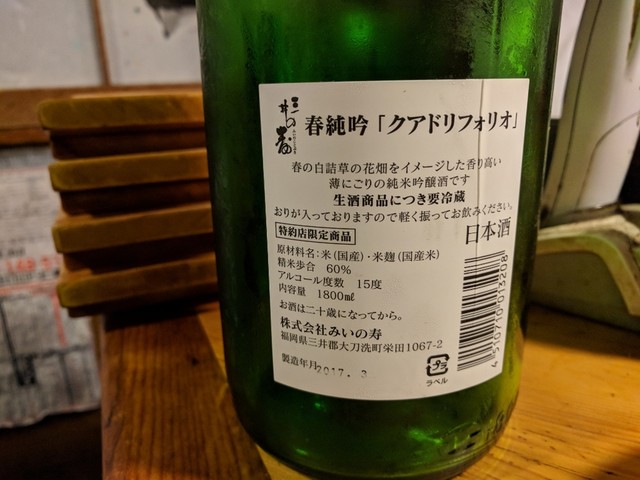 三井の寿
春純吟「クアドリフォリオ」
春の白詰草の花畑をイメージした香り高い
薄にごりの純米吟醸酒です
生酒商品につき要冷蔵
おりが入っておりますので軽く振ってお飲みください。
特約店限定商品
日本酒
原材料名：米（国産）・米麹（国産米）
精米歩合 60％
アルコール度数 15度
内容量 1800㎖
お酒は二十歳になってから。
株式会社みいの寿
福岡県三井郡大刀洗町栄田1067-2
製造年月 2017. 3
プラ
ラベル
4510710073208